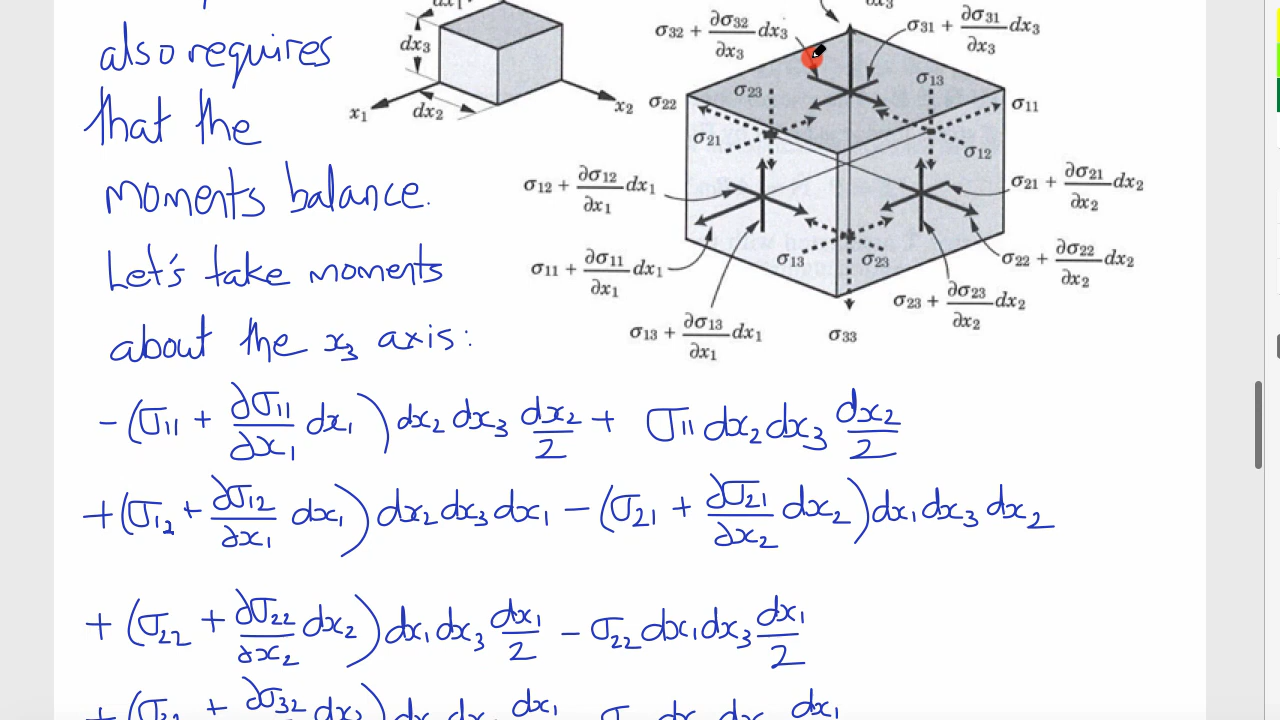 also requires
that the
moments balance.
Let's take moments
about the x₃ axis:
dx₁
dx₃
dx₂
x₁
x₂
dx₃
σ₃₂ + ∂σ₃₂/∂x₃ dx₃
σ₃₁ + ∂σ₃₁/∂x₃ dx₃
σ₂₂
σ₂₃
σ₁₃
σ₁₁
σ₂₁
σ₁₂
σ₁₂ + ∂σ₁₂/∂x₁ dx₁
σ₂₁ + ∂σ₂₁/∂x₂ dx₂
σ₁₁ + ∂σ₁₁/∂x₁ dx₁
σ₁₃
σ₂₃
σ₂₂ + ∂σ₂₂/∂x₂ dx₂
σ₂₃ + ∂σ₂₃/∂x₂ dx₂
σ₁₃ + ∂σ₁₃/∂x₁ dx₁
σ₃₃
-(σ₁₁ + ∂σ₁₁/∂x₁ dx₁) dx₂ dx₃ dx₂/2 + σ₁₁ dx₂ dx₃ dx₂/2
+(σ₁₂ + ∂σ₁₂/∂x₁ dx₁) dx₂ dx₃ dx₁ - (σ₂₁ + ∂σ₂₁/∂x₂ dx₂) dx₁ dx₃ dx₂
+(σ₂₂ + ∂σ₂₂/∂x₂ dx₂) dx₁ dx₃ dx₁/2 - σ₂₂ dx₁ dx₃ dx₁/2